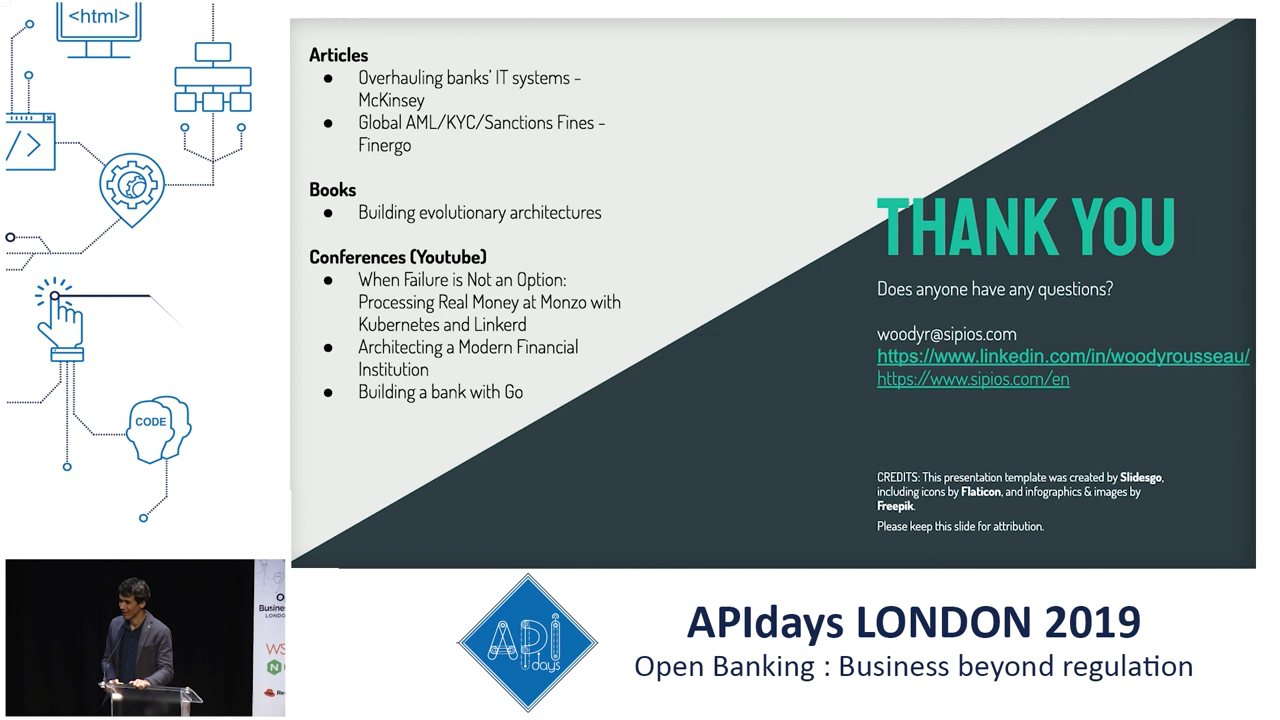 <html>
</>
CODE
Articles
● Overhauling banks' IT systems -
McKinsey
● Global AML/KYC/Sanctions Fines -
Finergo
Books
● Building evolutionary architectures
Conferences (Youtube)
● When Failure is Not an Option:
Processing Real Money at Monzo with
Kubernetes and Linkerd
● Architecting a Modern Financial
Institution
● Building a bank with Go
THANK YOU
Does anyone have any questions?
woodyr@sipios.com
https://www.linkedin.com/in/woodyrousseau/
https://www.sipios.com/en
CREDITS: This presentation template was created by Slidesgo,
including icons by Flaticon, and infographics & images by
Freepik.
Please keep this slide for attribution.
API
days
APIdays LONDON 2019
Open Banking : Business beyond regulation